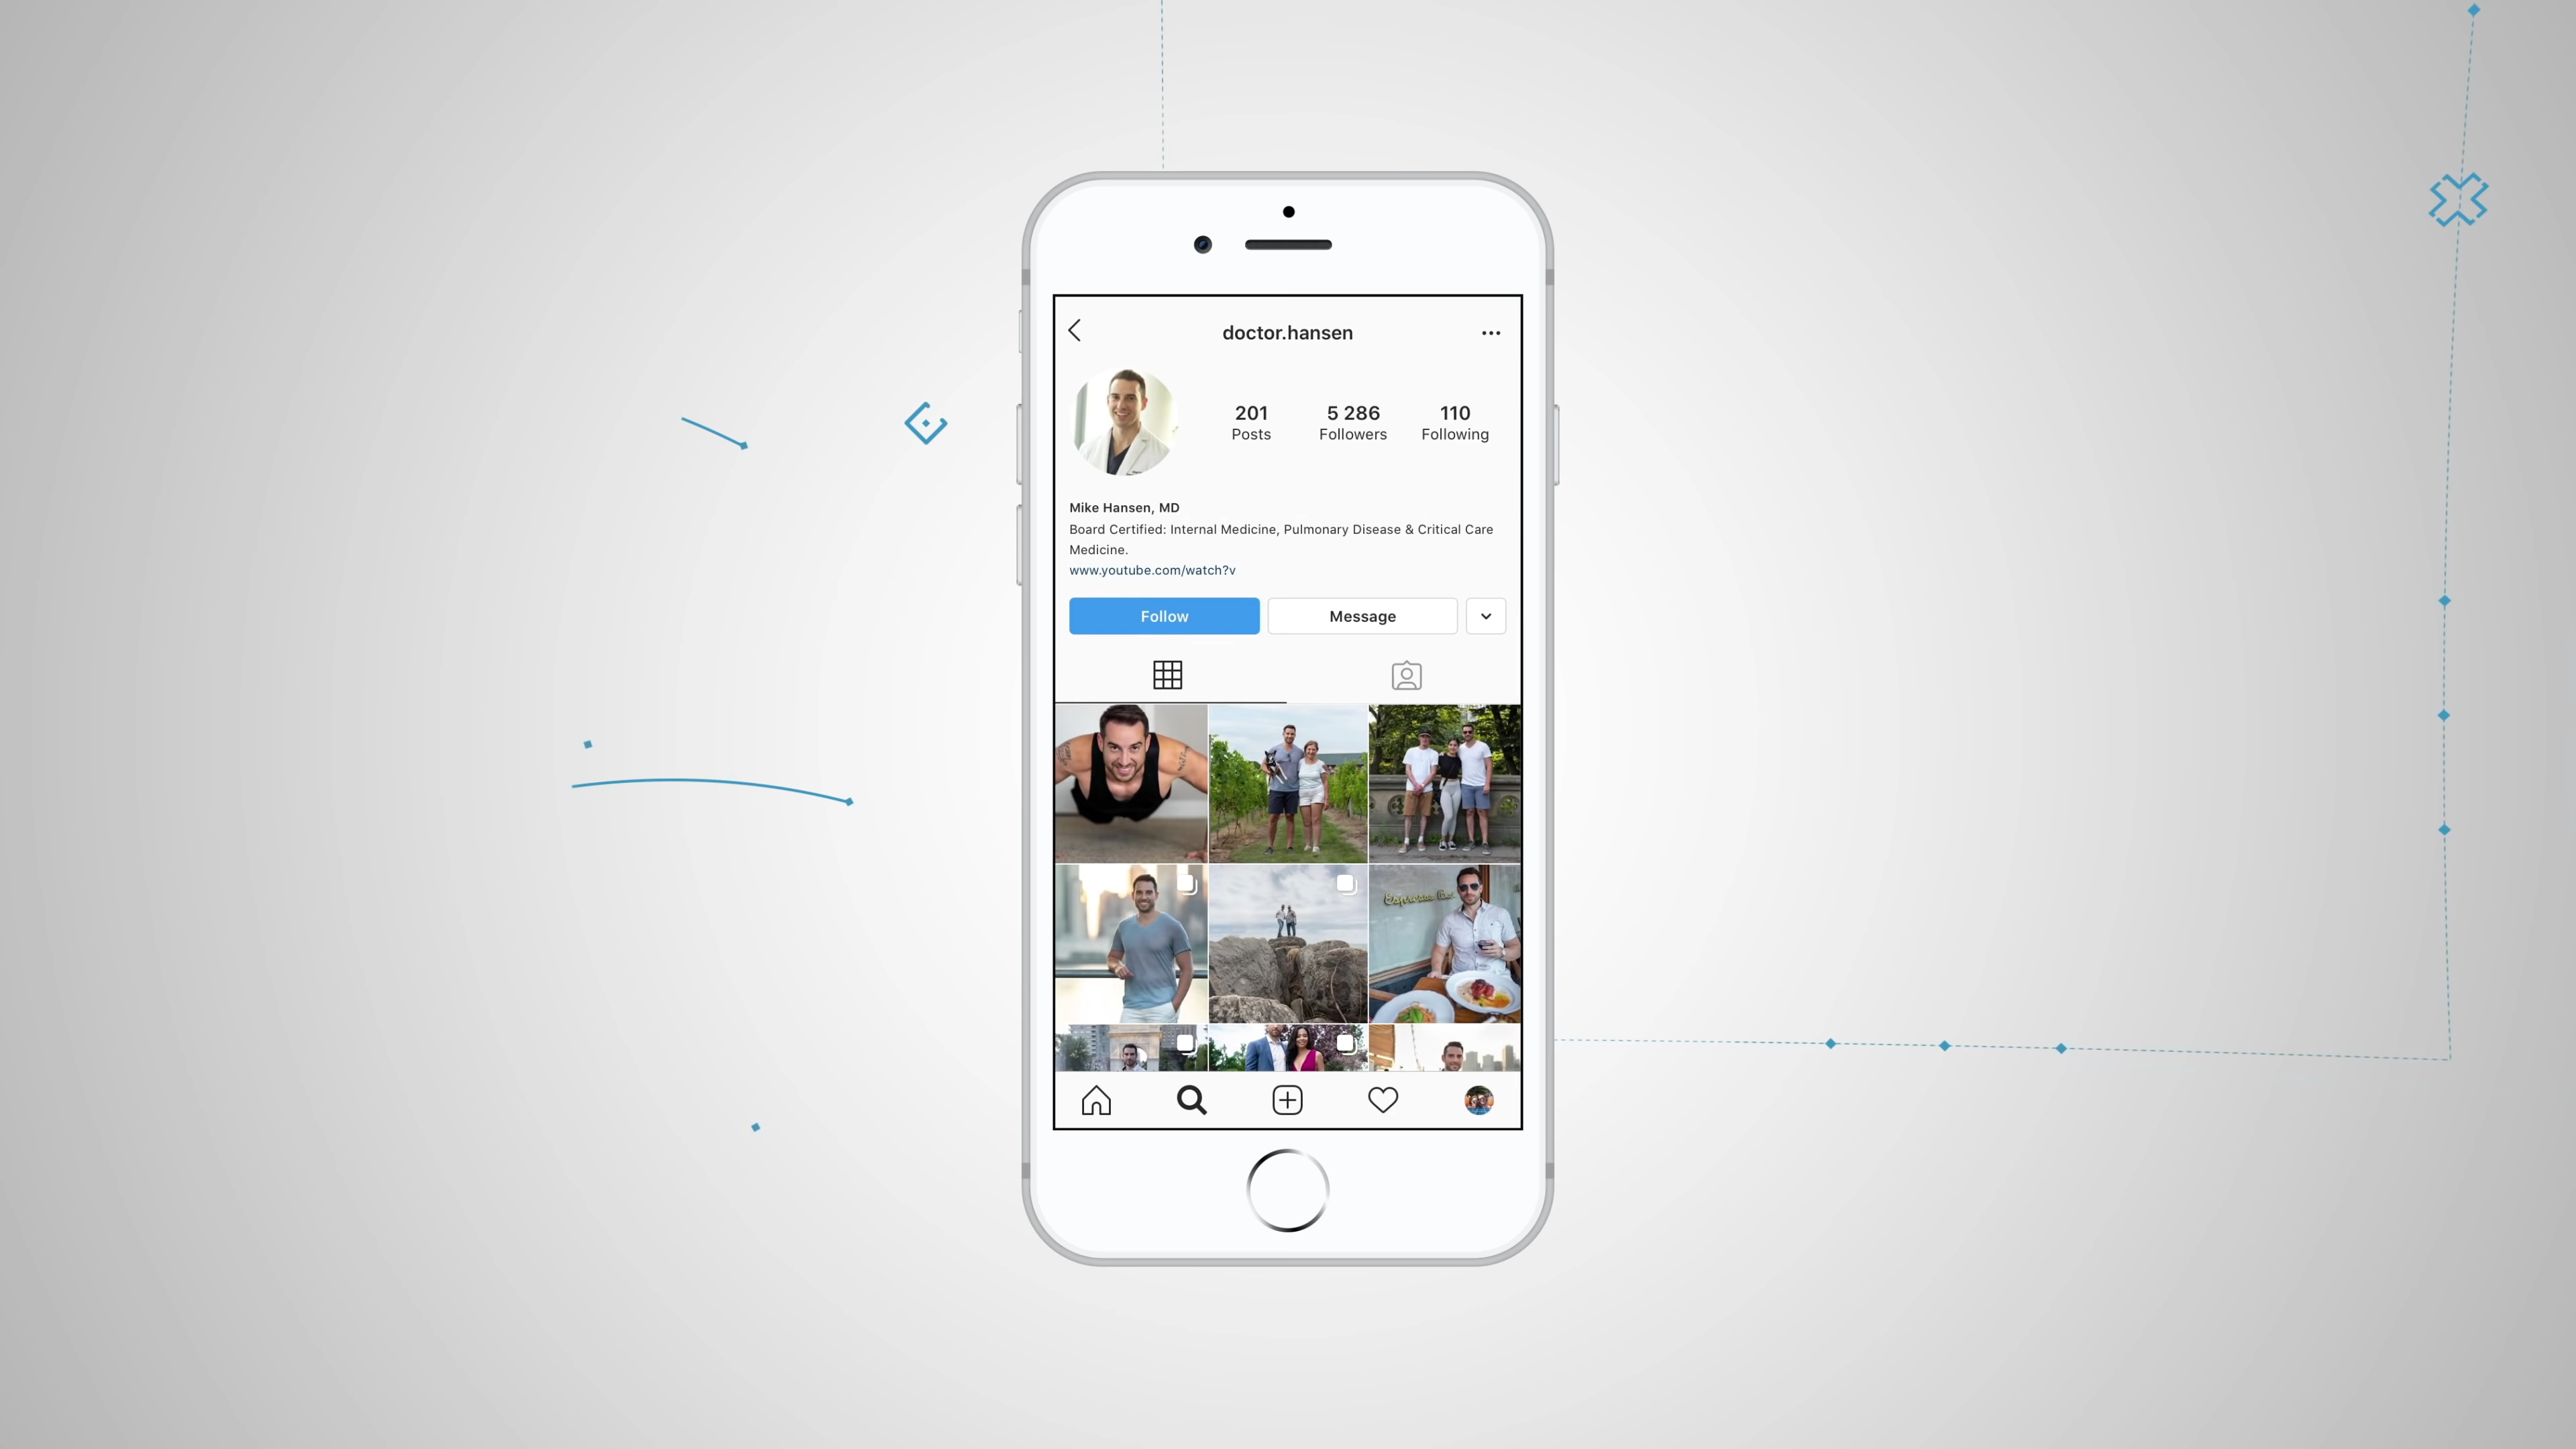 doctor.hansen
201 5 286 110
Posts Followers Following
Mike Hansen, MD
Board Certified: Internal Medicine, Pulmonary Disease & Critical Care
Medicine.
www.youtube.com/watch?v
Follow Message